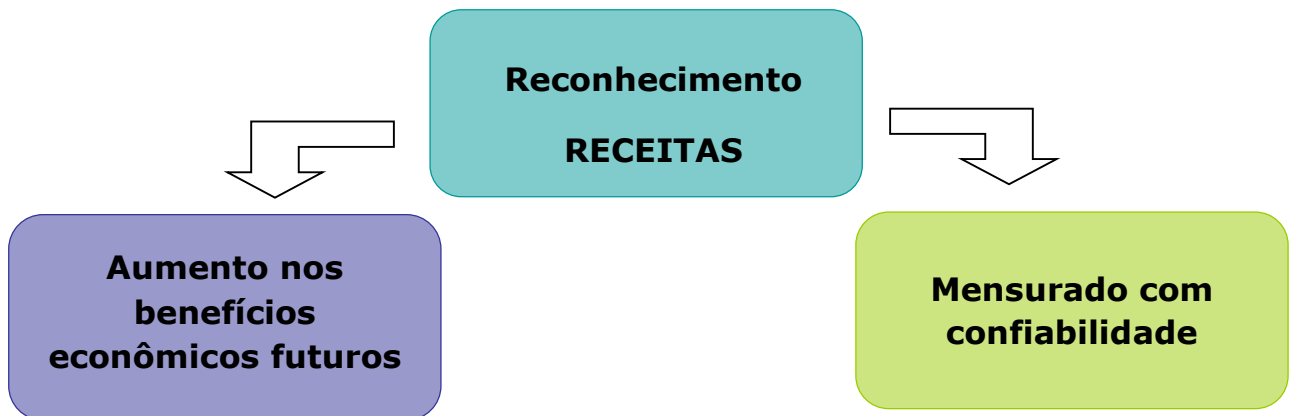 Reconhecimento
RECEITAS
Aumento nos
benefícios
econômicos futuros
Mensurado com
confiabilidade